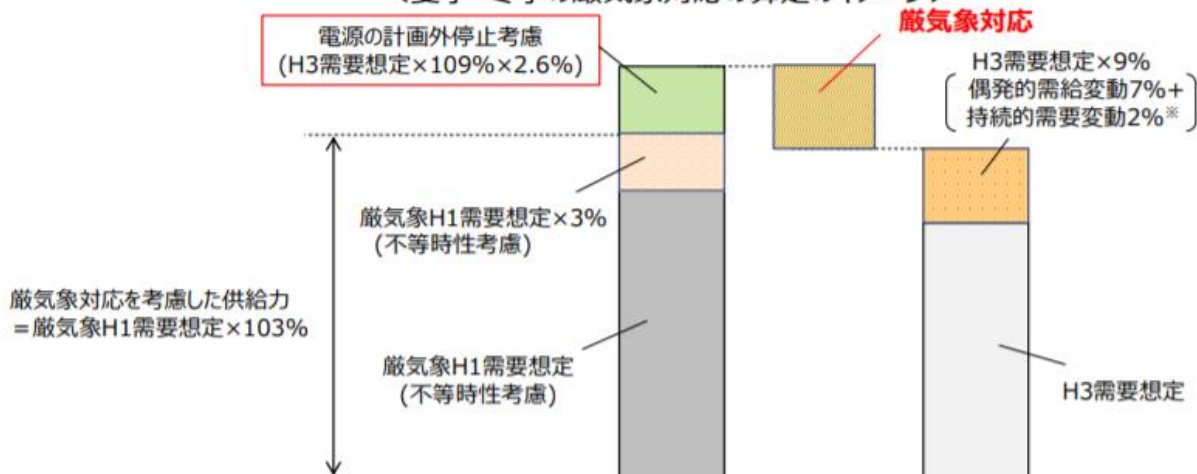 厳気象対応
電源の計画外停止考慮
(H3需要想定×109%×2.6%)
H3需要想定×9%
偶発的需給変動7%+
持続的需要変動2%※
厳気象H1需要想定×3%
(不等時性考慮)
厳気象対応を考慮した供給力
=厳気象H1需要想定×103%
厳気象H1需要想定
(不等時性考慮)
H3需要想定